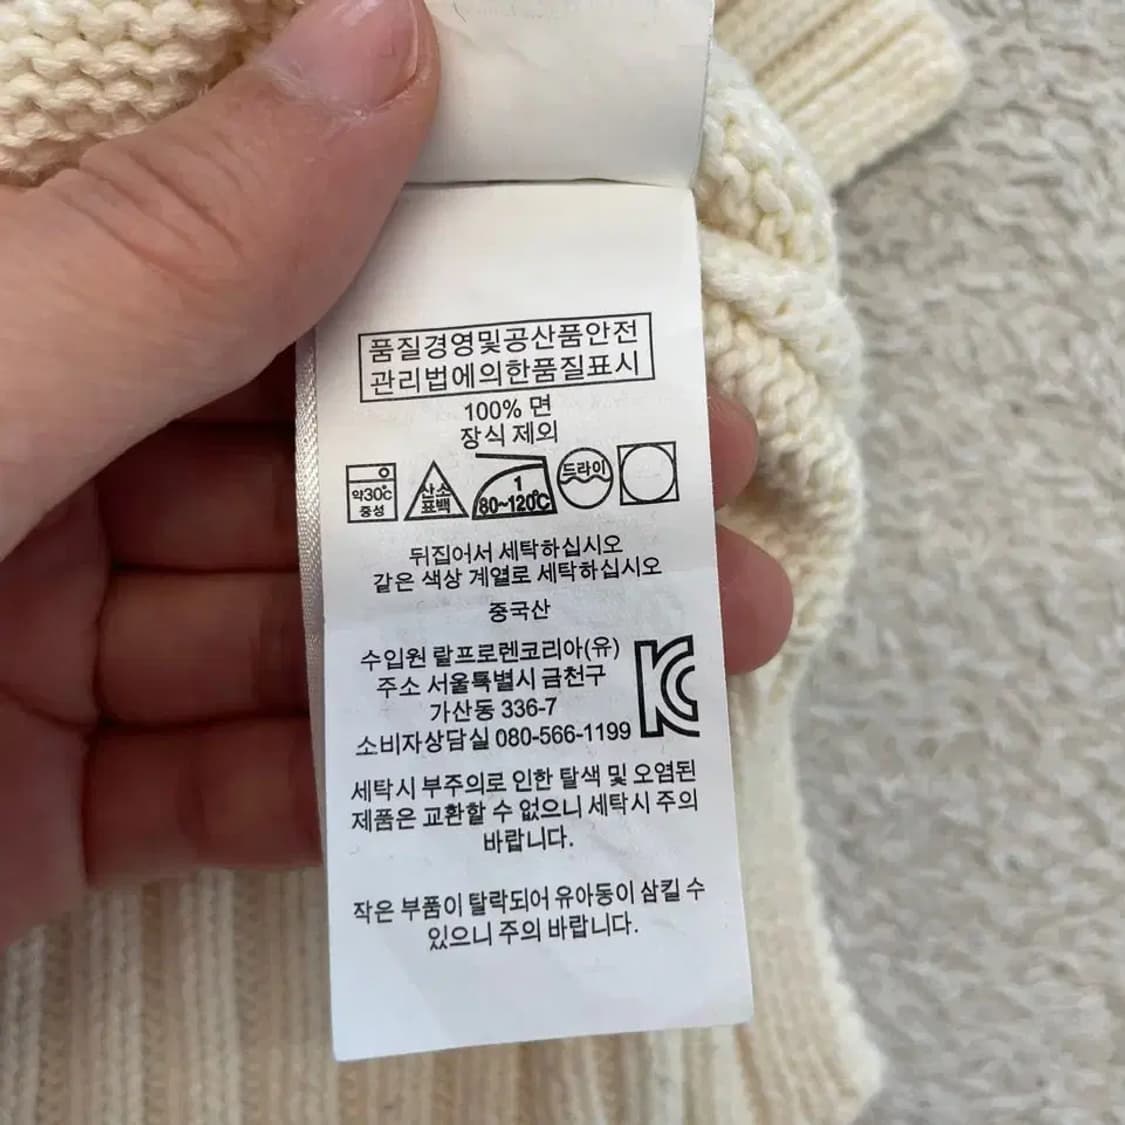 품질경영및공산품안전
관리법에의한품질표시
100% 면
장식 제외
약30℃
중성
산소
표백
1
80~120℃
드라이
뒤집어서 세탁하십시오
같은 색상 계열로 세탁하십시오
중국산
수입원 랄프로렌코리아(유)
주소 서울특별시 금천구
가산동 336-7
소비자상담실 080-566-1199
KC
세탁시 부주의로 인한 탈색 및 오염된
제품은 교환할 수 없으니 세탁시 주의
바랍니다.
작은 부품이 탈락되어 유아동이 삼킬 수
있으니 주의 바랍니다.